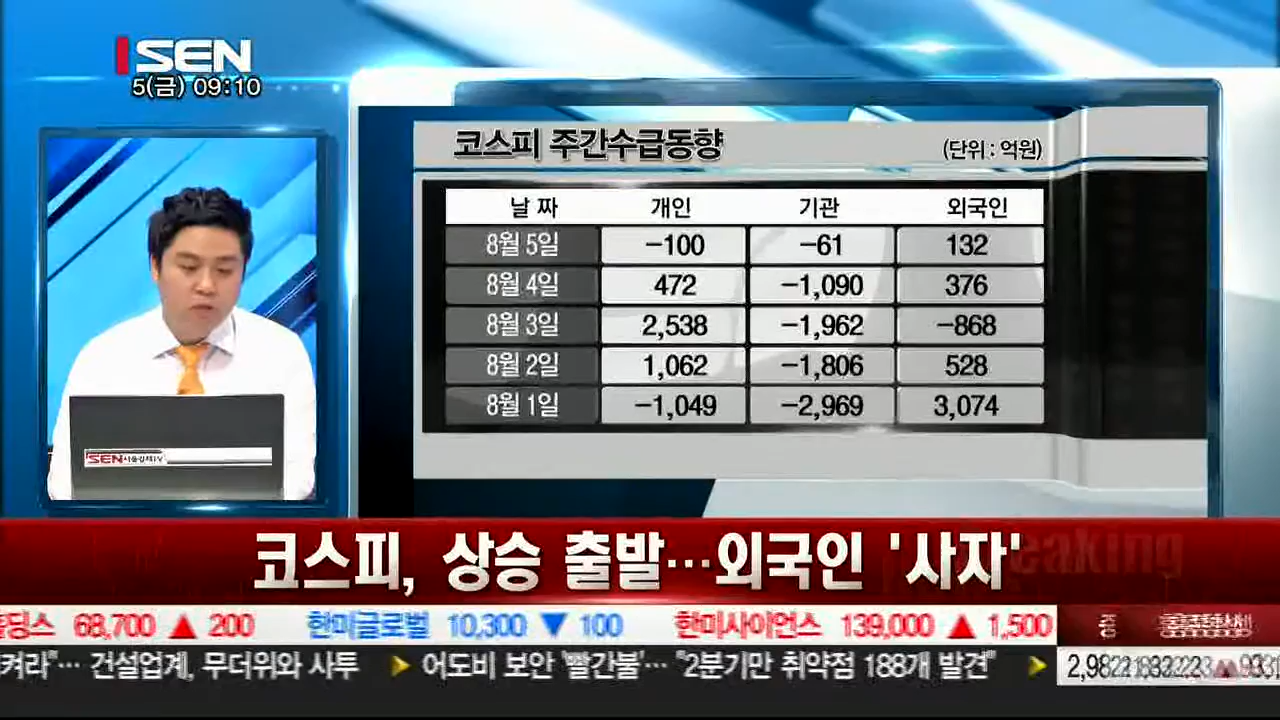 SEN
5(금) 09:10
코스피 주간수급동향
(단위 : 억원)
날 짜 개인 기관 외국인
8월 5일 -100 -61 132
8월 4일 472 -1,090 376
8월 3일 2,538 -1,962 -868
8월 2일 1,062 -1,806 528
8월 1일 -1,049 -2,969 3,074
SEN 서울경제TV
코스피, 상승 출발…외국인 '사자'
딩스 68,700 ▲ 200 한미글로벌 10,300 ▼ 100 한미사이언스 139,000 ▲ 1,500
켜라"… 건설업계, 무더위와 사투 어도비 보안 '빨간불'… "2분기만 취약점 188개 발견"